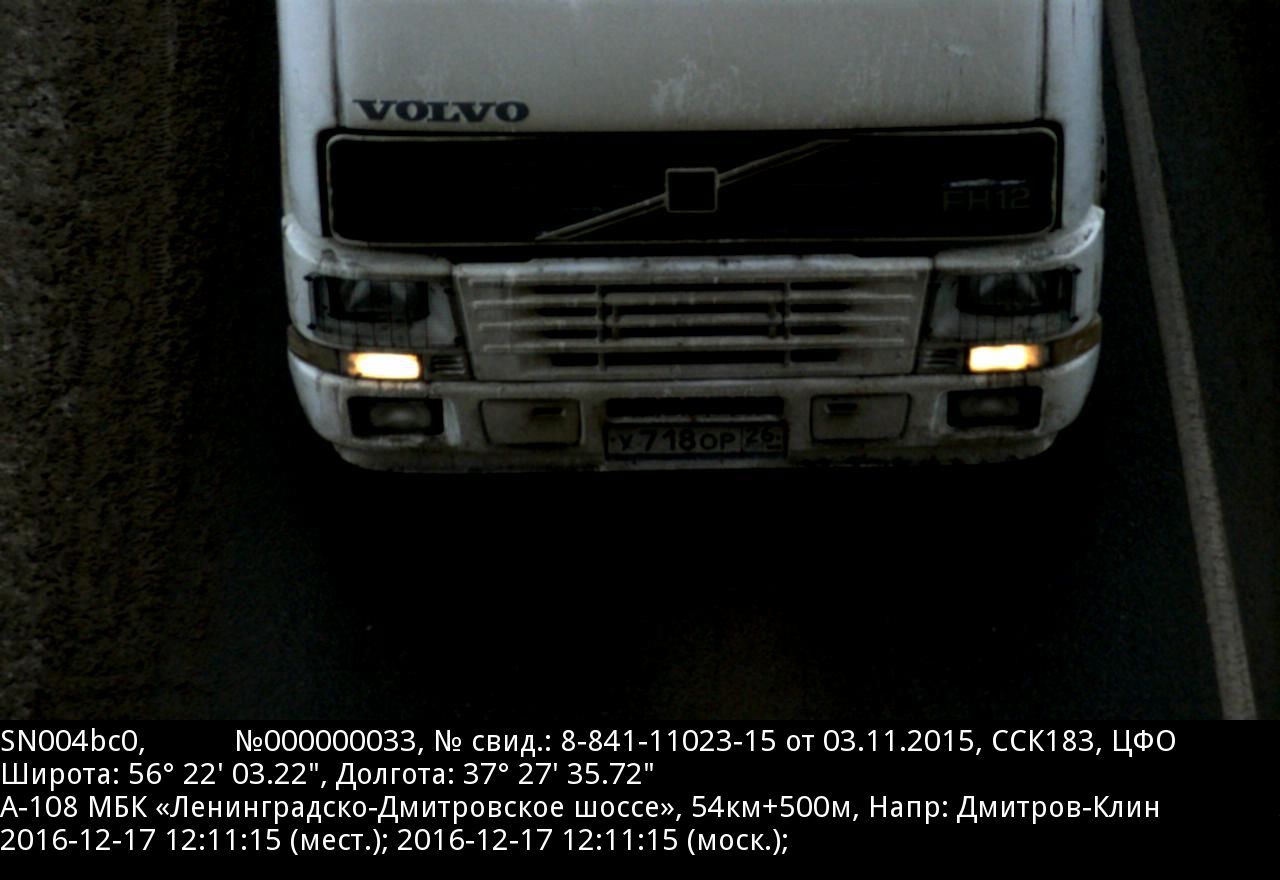 VOLVO
FH12
У718ОР 26
SN004bc0, №000000033, № свид.: 8-841-11023-15 от 03.11.2015, ССК183, ЦФО
Широта: 56° 22' 03.22", Долгота: 37° 27' 35.72"
А-108 МБК «Ленинградско-Дмитровское шоссе», 54км+500м, Напр: Дмитров-Клин
2016-12-17 12:11:15 (мест.); 2016-12-17 12:11:15 (моск.);